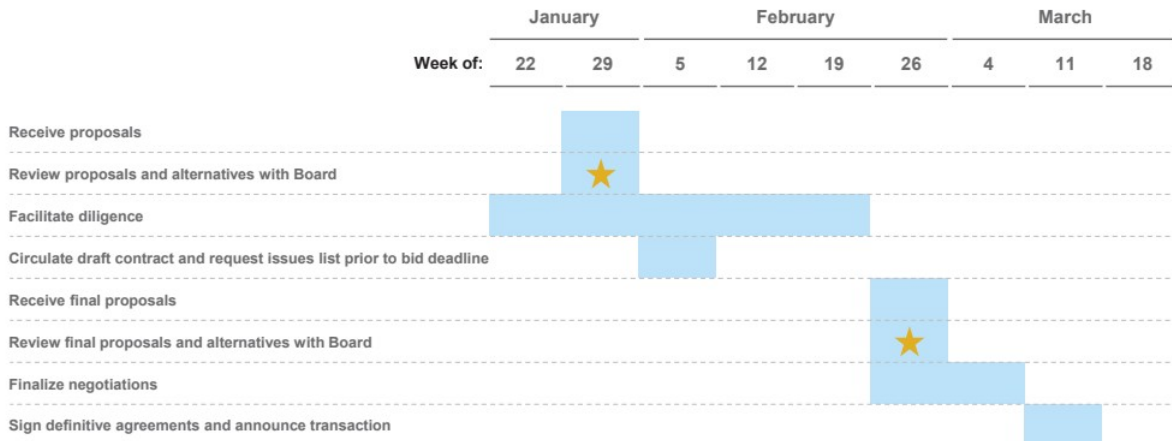 January February March
Week of: 22 29 5 12 19 26 4 11 18
Receive proposals
Review proposals and alternatives with Board
Facilitate diligence
Circulate draft contract and request issues list prior to bid deadline
Receive final proposals
Review final proposals and alternatives with Board
Finalize negotiations
Sign definitive agreements and announce transaction